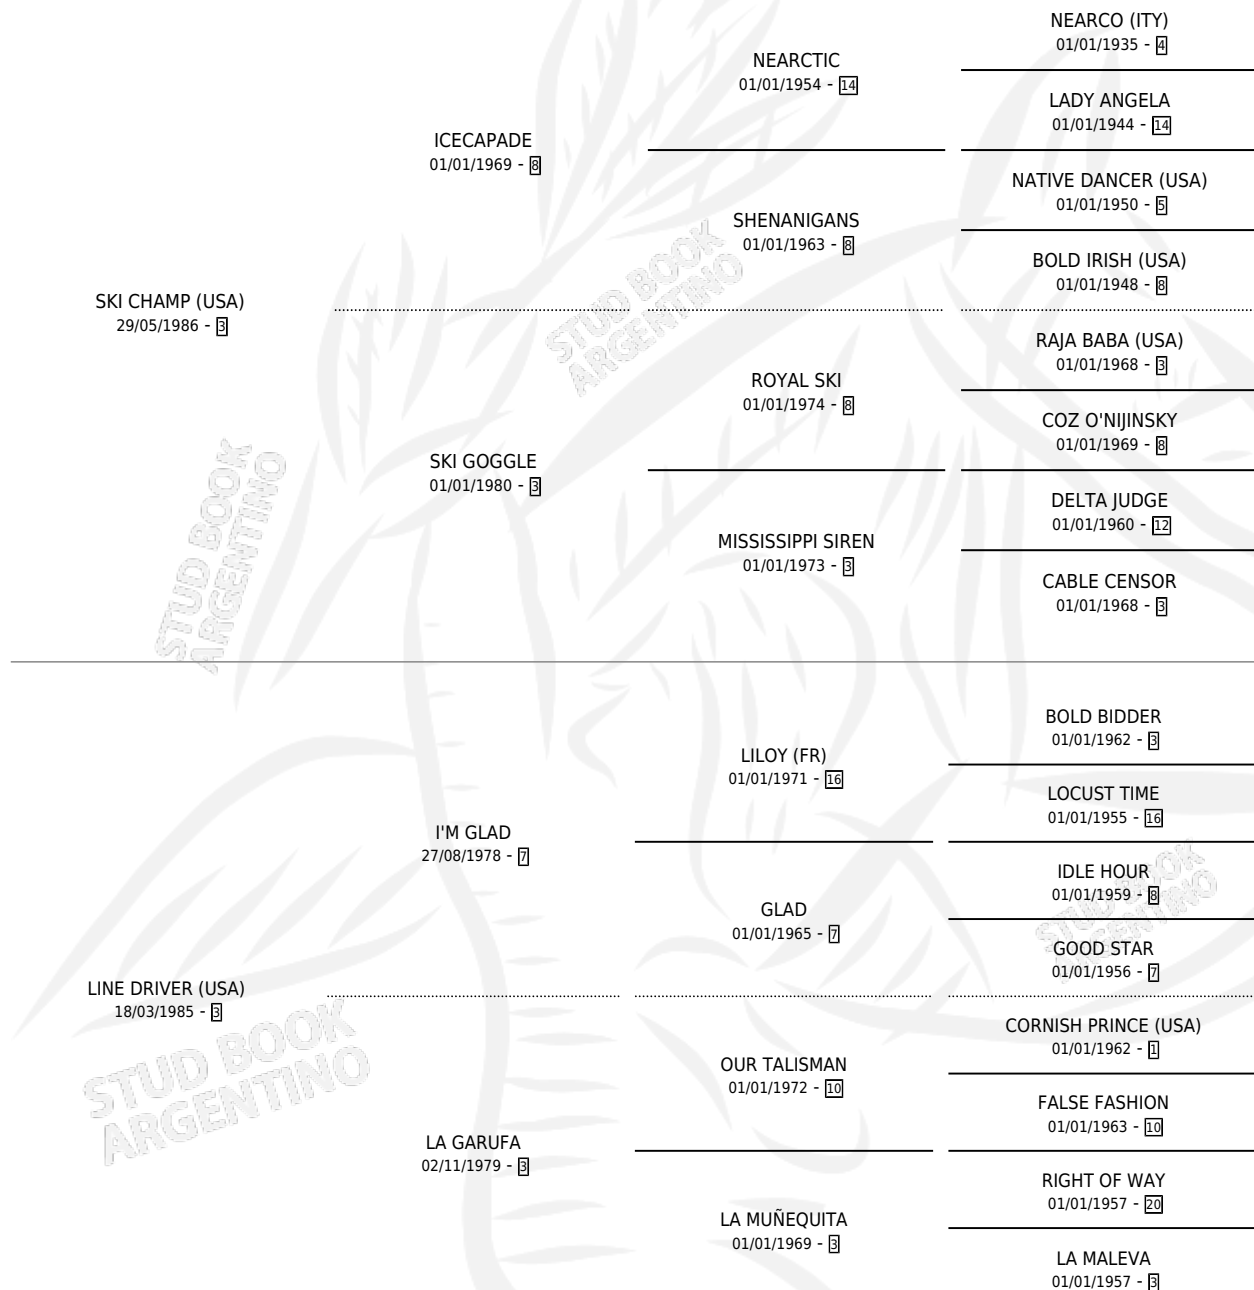 NEARCO (ITY)
01/01/1935 - 4
NEARCTIC
01/01/1954 - 14
LADY ANGELA
01/01/1944 - 14
ICECAPADE
01/01/1969 - 8
NATIVE DANCER (USA)
01/01/1950 - 5
SHENANIGANS
01/01/1963 - 8
BOLD IRISH (USA)
01/01/1948 - 8
SKI CHAMP (USA)
29/05/1986 - 3
RAJA BABA (USA)
01/01/1968 - 3
ROYAL SKI
01/01/1974 - 8
COZ O'NIJINSKY
01/01/1969 - 8
SKI GOGGLE
01/01/1980 - 3
DELTA JUDGE
01/01/1960 - 12
MISSISSIPPI SIREN
01/01/1973 - 3
CABLE CENSOR
01/01/1968 - 3
BOLD BIDDER
01/01/1962 - 3
LILOY (FR)
01/01/1971 - 16
LOCUST TIME
01/01/1955 - 16
I'M GLAD
27/08/1978 - 7
IDLE HOUR
01/01/1959 - 8
GLAD
01/01/1965 - 7
GOOD STAR
01/01/1956 - 7
LINE DRIVER (USA)
18/03/1985 - 3
CORNISH PRINCE (USA)
01/01/1962 - 1
OUR TALISMAN
01/01/1972 - 10
FALSE FASHION
01/01/1963 - 10
LA GARUFA
02/11/1979 - 3
RIGHT OF WAY
01/01/1957 - 20
LA MUÑEQUITA
01/01/1969 - 3
LA MALEVA
01/01/1957 - 3
STUD BOOK
ARGENTINO
STUD BOOK
ARGENTINO
STUD BOOK
ARGENTINO
STUD BOOK
ARGENTINO